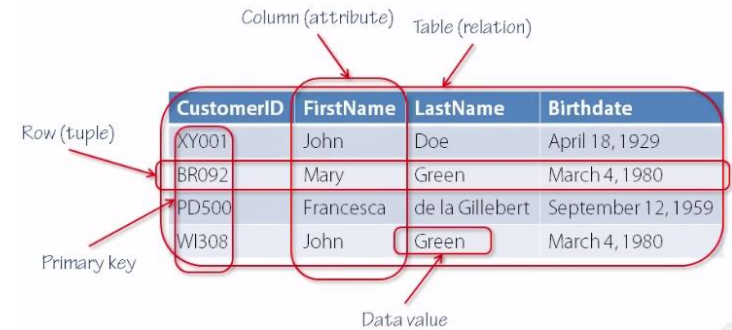 Column (attribute)
Table (relation)
Row (tuple)
CustomerID FirstName LastName Birthdate
XY001 John Doe April 18, 1929
BR092 Mary Green March 4, 1980
PD500 Francesca de la Gillebert September 12, 1959
WI308 John Green March 4, 1980
Primary key
Data value